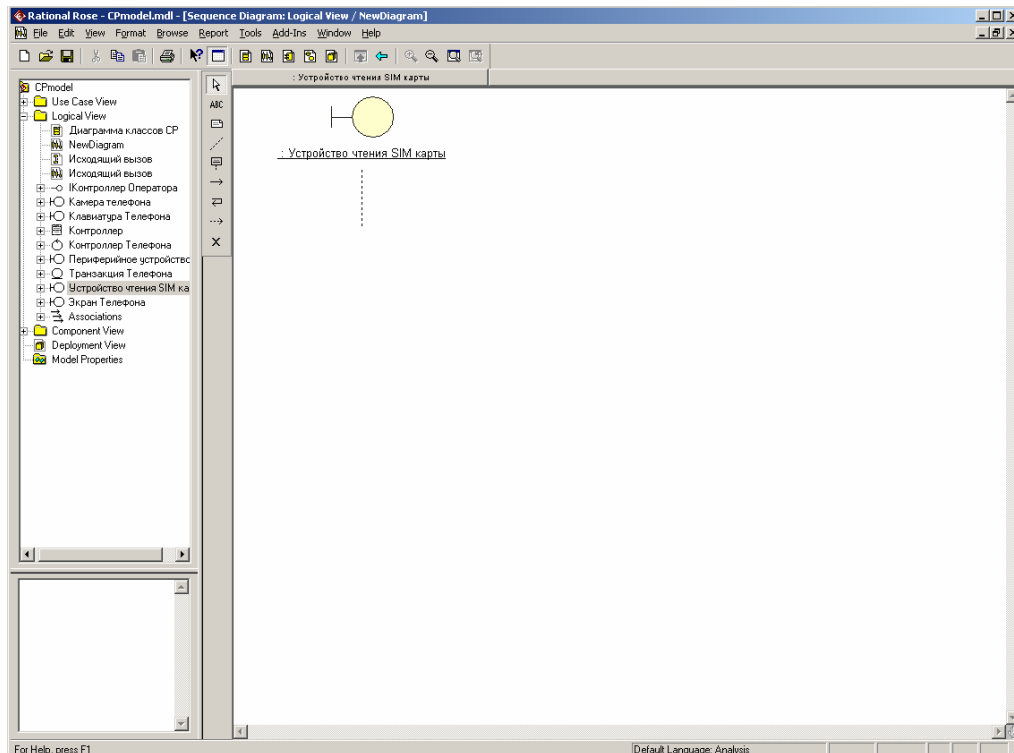 Rational Rose - CPmodel.mdl - [Sequence Diagram: Logical View / NewDiagram]
File Edit View Format Browse Report Tools Add-Ins Window Help
: Устройство чтения SIM карты
CPmodel
Use Case View
Logical View
Диаграмма классов CP
NewDiagram
Исходящий вызов
Исходящий вызов
IКонтроллер Оператора
Камера телефона
Клавиатура Телефона
Контроллер
Контроллер Телефона
Периферийное устройство
Транзакция Телефона
Устройство чтения SIM ка
Экран Телефона
Associations
Component View
Deployment View
Model Properties
ABC
: Устройство чтения SIM карты
For Help, press F1
Default Language: Analysis